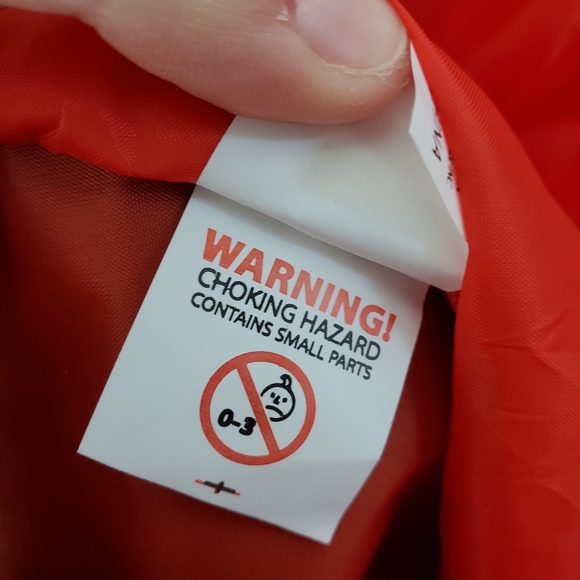 WARNING!
CHOKING HAZARD
CONTAINS SMALL PARTS
0-3